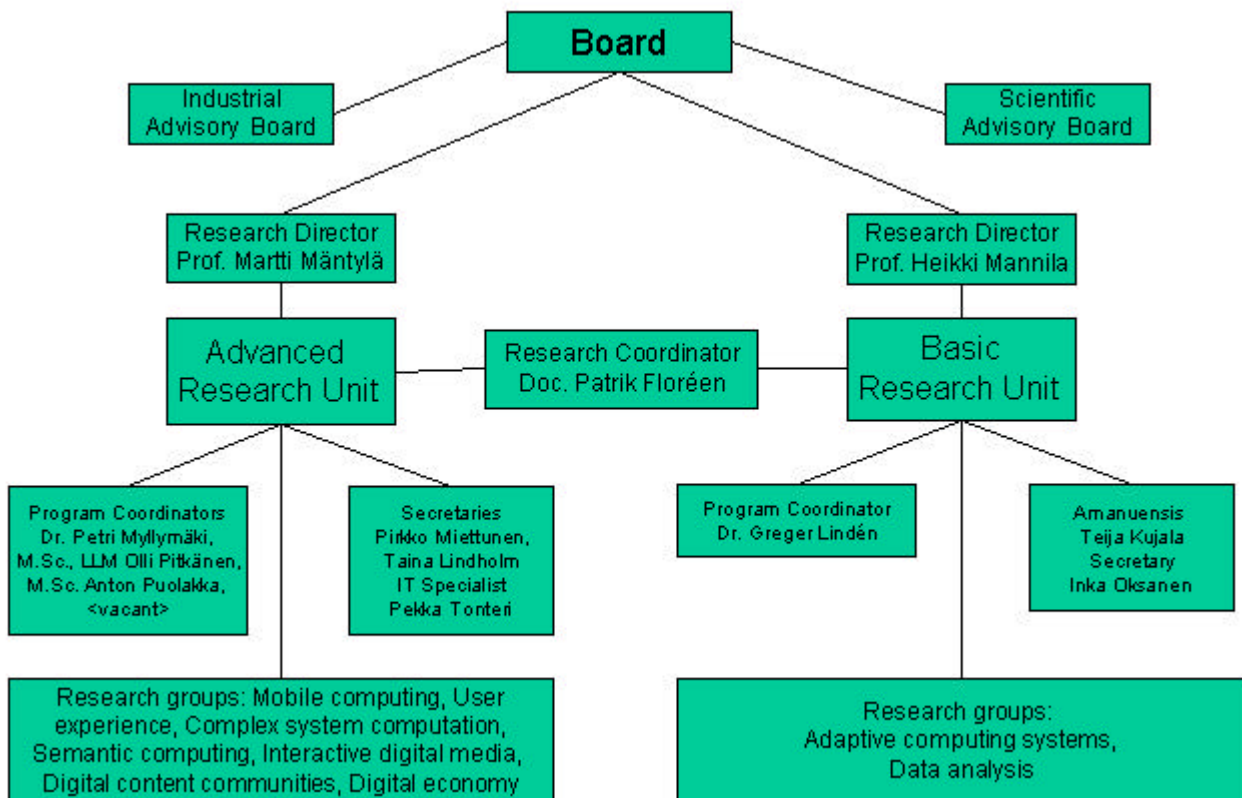 Board
Industrial
Advisory Board
Scientific
Advisory Board
Research Director
Prof. Martti Mäntylä
Research Director
Prof. Heikki Mannila
Advanced
Research Unit
Research Coordinator
Doc. Patrik Floréen
Basic
Research Unit
Program Coordinators
Dr. Petri Myllymäki,
M.Sc., LLM Olli Pitkänen,
M.Sc. Anton Puolakka,
<vacant>
Secretaries
Pirkko Miettunen,
Taina Lindholm
IT Specialist
Pekka Tonteri
Program Coordinator
Dr. Greger Lindén
Amanuensis
Teija Kujala
Secretary
Inka Oksanen
Research groups: Mobile computing, User
experience, Complex system computation,
Semantic computing, Interactive digital media,
Digital content communities, Digital economy
Research groups:
Adaptive computing systems,
Data analysis